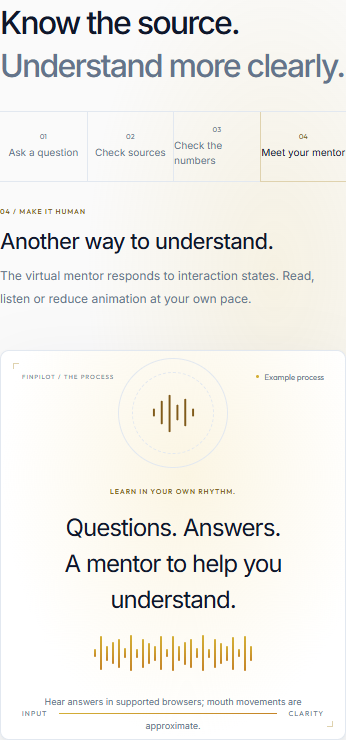 Know the source.
Understand more clearly.
01
Ask a question
02
Check sources
03
Check the
numbers
04
Meet your mentor
04 / MAKE IT HUMAN
Another way to understand.
The virtual mentor responds to interaction states. Read,
listen or reduce animation at your own pace.
FINPILOT / THE PROCESS
Example process
LEARN IN YOUR OWN RHYTHM.
Questions. Answers.
A mentor to help you
understand.
Hear answers in supported browsers; mouth movements are
INPUT
CLARITY
approximate.